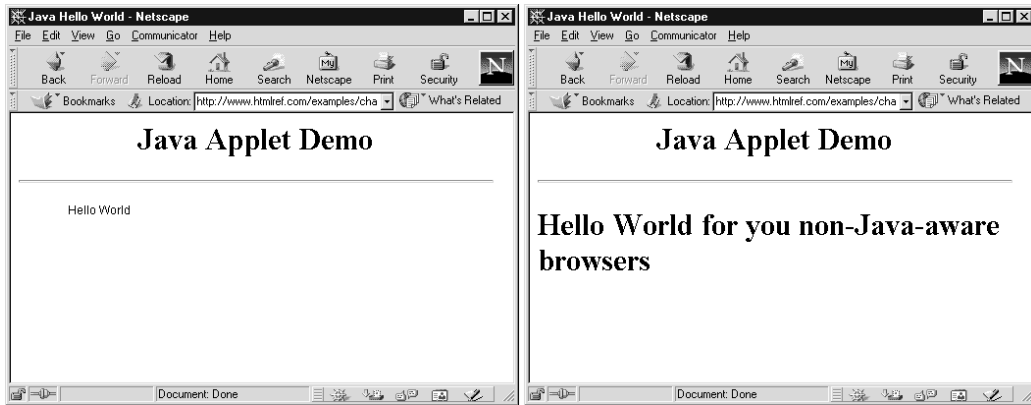 Java Hello World - Netscape
File Edit View Go Communicator Help
Back Forward Reload Home Search Netscape Print Security
N
Bookmarks Location: http://www.htmlref.com/examples/cha What's Related
Java Applet Demo
Hello World
Document: Done
Java Hello World - Netscape
File Edit View Go Communicator Help
Back Forward Reload Home Search Netscape Print Security
N
Bookmarks Location: http://www.htmlref.com/examples/cha What's Related
Java Applet Demo
Hello World for you non-Java-aware
browsers
Document: Done